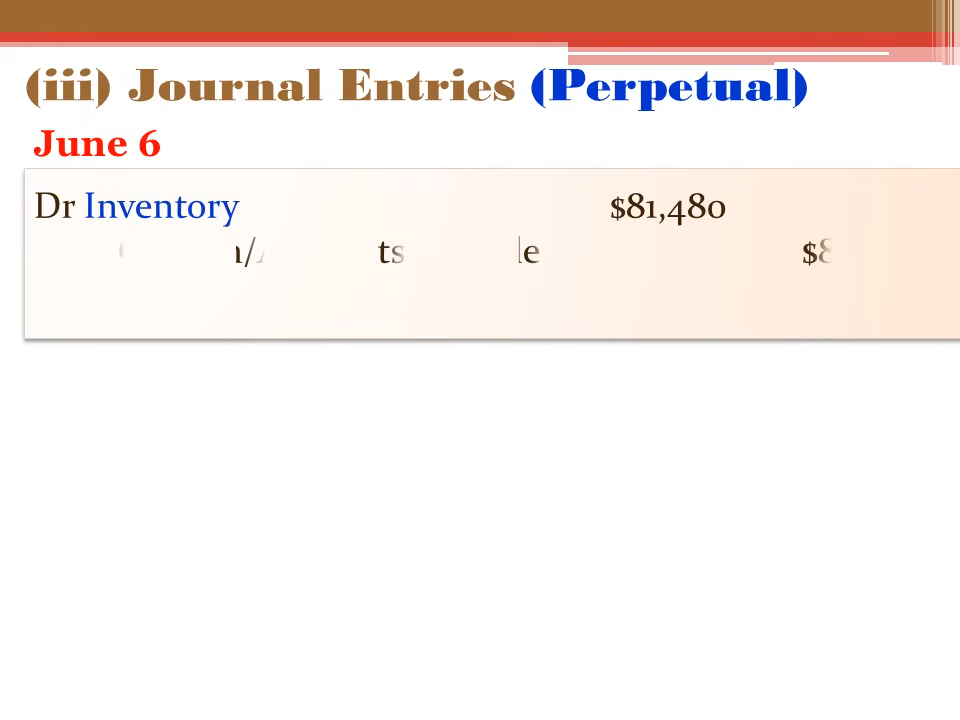 (iii) Journal Entries (Perpetual)
June 6
Dr Inventory $81,480